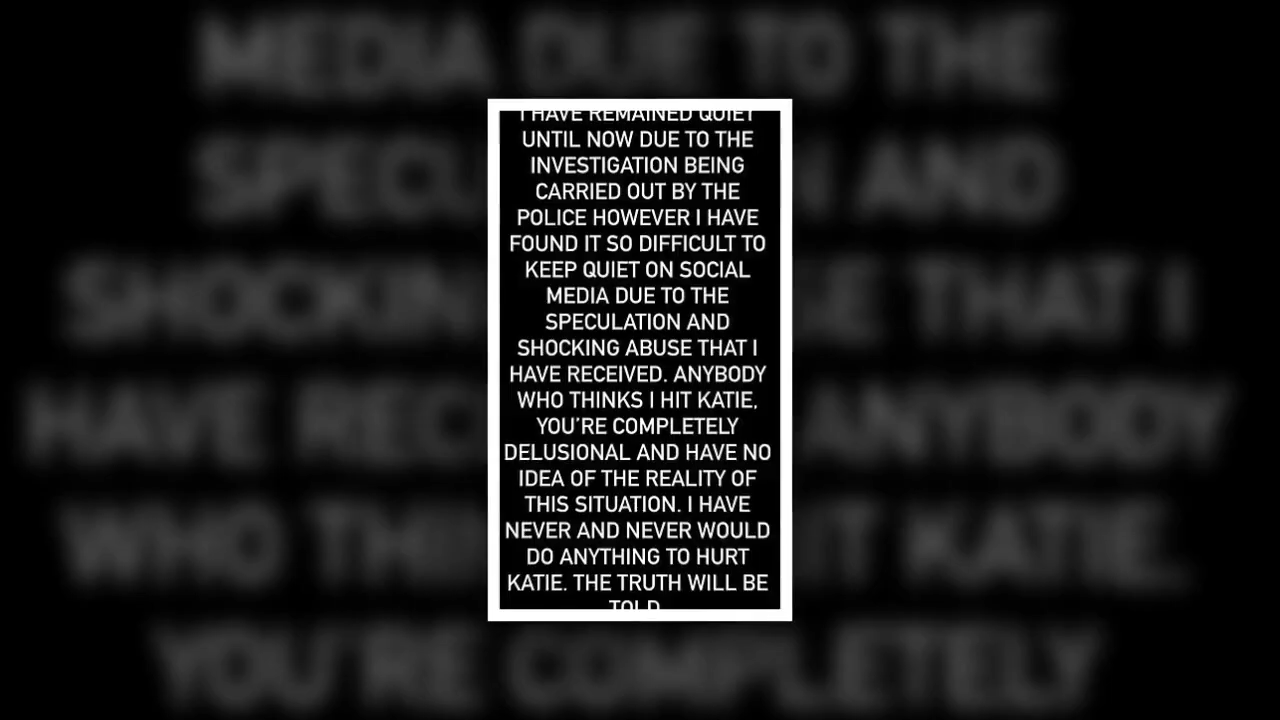 I HAVE REMAINED QUIET
UNTIL NOW DUE TO THE
INVESTIGATION BEING
CARRIED OUT BY THE
POLICE HOWEVER I HAVE
FOUND IT SO DIFFICULT TO
KEEP QUIET ON SOCIAL
MEDIA DUE TO THE
SPECULATION AND
SHOCKING ABUSE THAT I
HAVE RECEIVED. ANYBODY
WHO THINKS I HIT KATIE,
YOU'RE COMPLETELY
DELUSIONAL AND HAVE NO
IDEA OF THE REALITY OF
THIS SITUATION. I HAVE
NEVER AND NEVER WOULD
DO ANYTHING TO HURT
KATIE. THE TRUTH WILL BE
TOLD